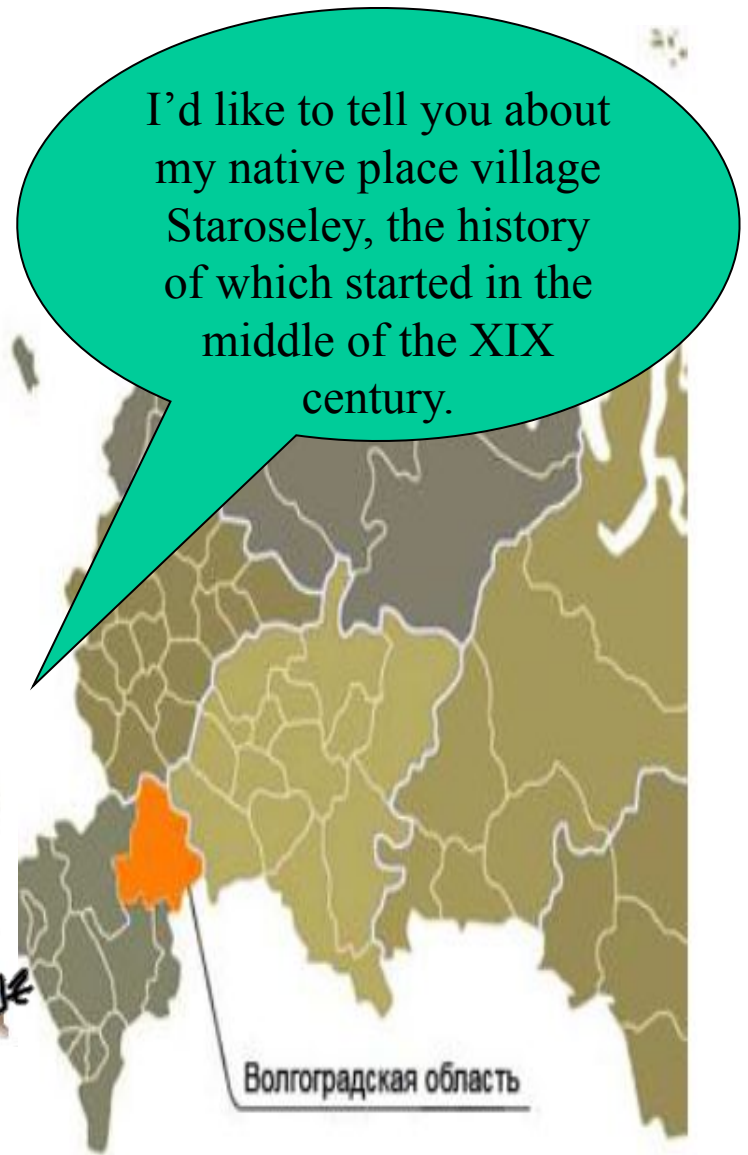 I’d like to tell you about
my native place village
Staroseley, the history
of which started in the
middle of the XIX
century.
Волгоградская область